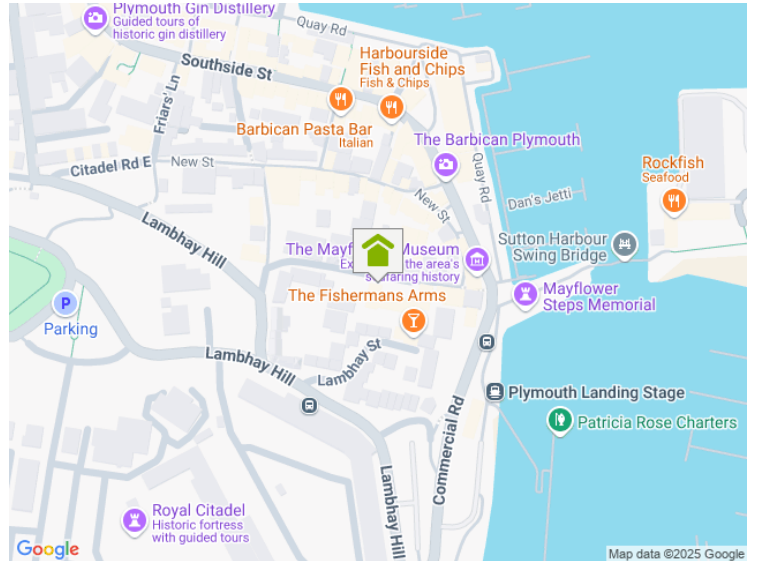 Plymouth Gin Distillery
Guided tours of
historic gin distillery
Quay Rd
Southside St
Harbourside
Fish and Chips
Fish & Chips
Friars' Ln
Barbican Pasta Bar
Italian
The Barbican Plymouth
Citadel Rd E
New St
Quay Rd
Rockfish
Seafood
New St
Dan's Jetti
Lambhay Hill
Sutton Harbour
Swing Bridge
The Mayf Museum
Ex the area's
s faring history
Mayflower
Steps Memorial
The Fishermans Arms
P
Parking
Lambhay Hill
Lambhay St
Plymouth Landing Stage
Commercial Rd
Patricia Rose Charters
Lambhay Hill
Royal Citadel
Historic fortress
with guided tours
Google
Map data ©2025 Google